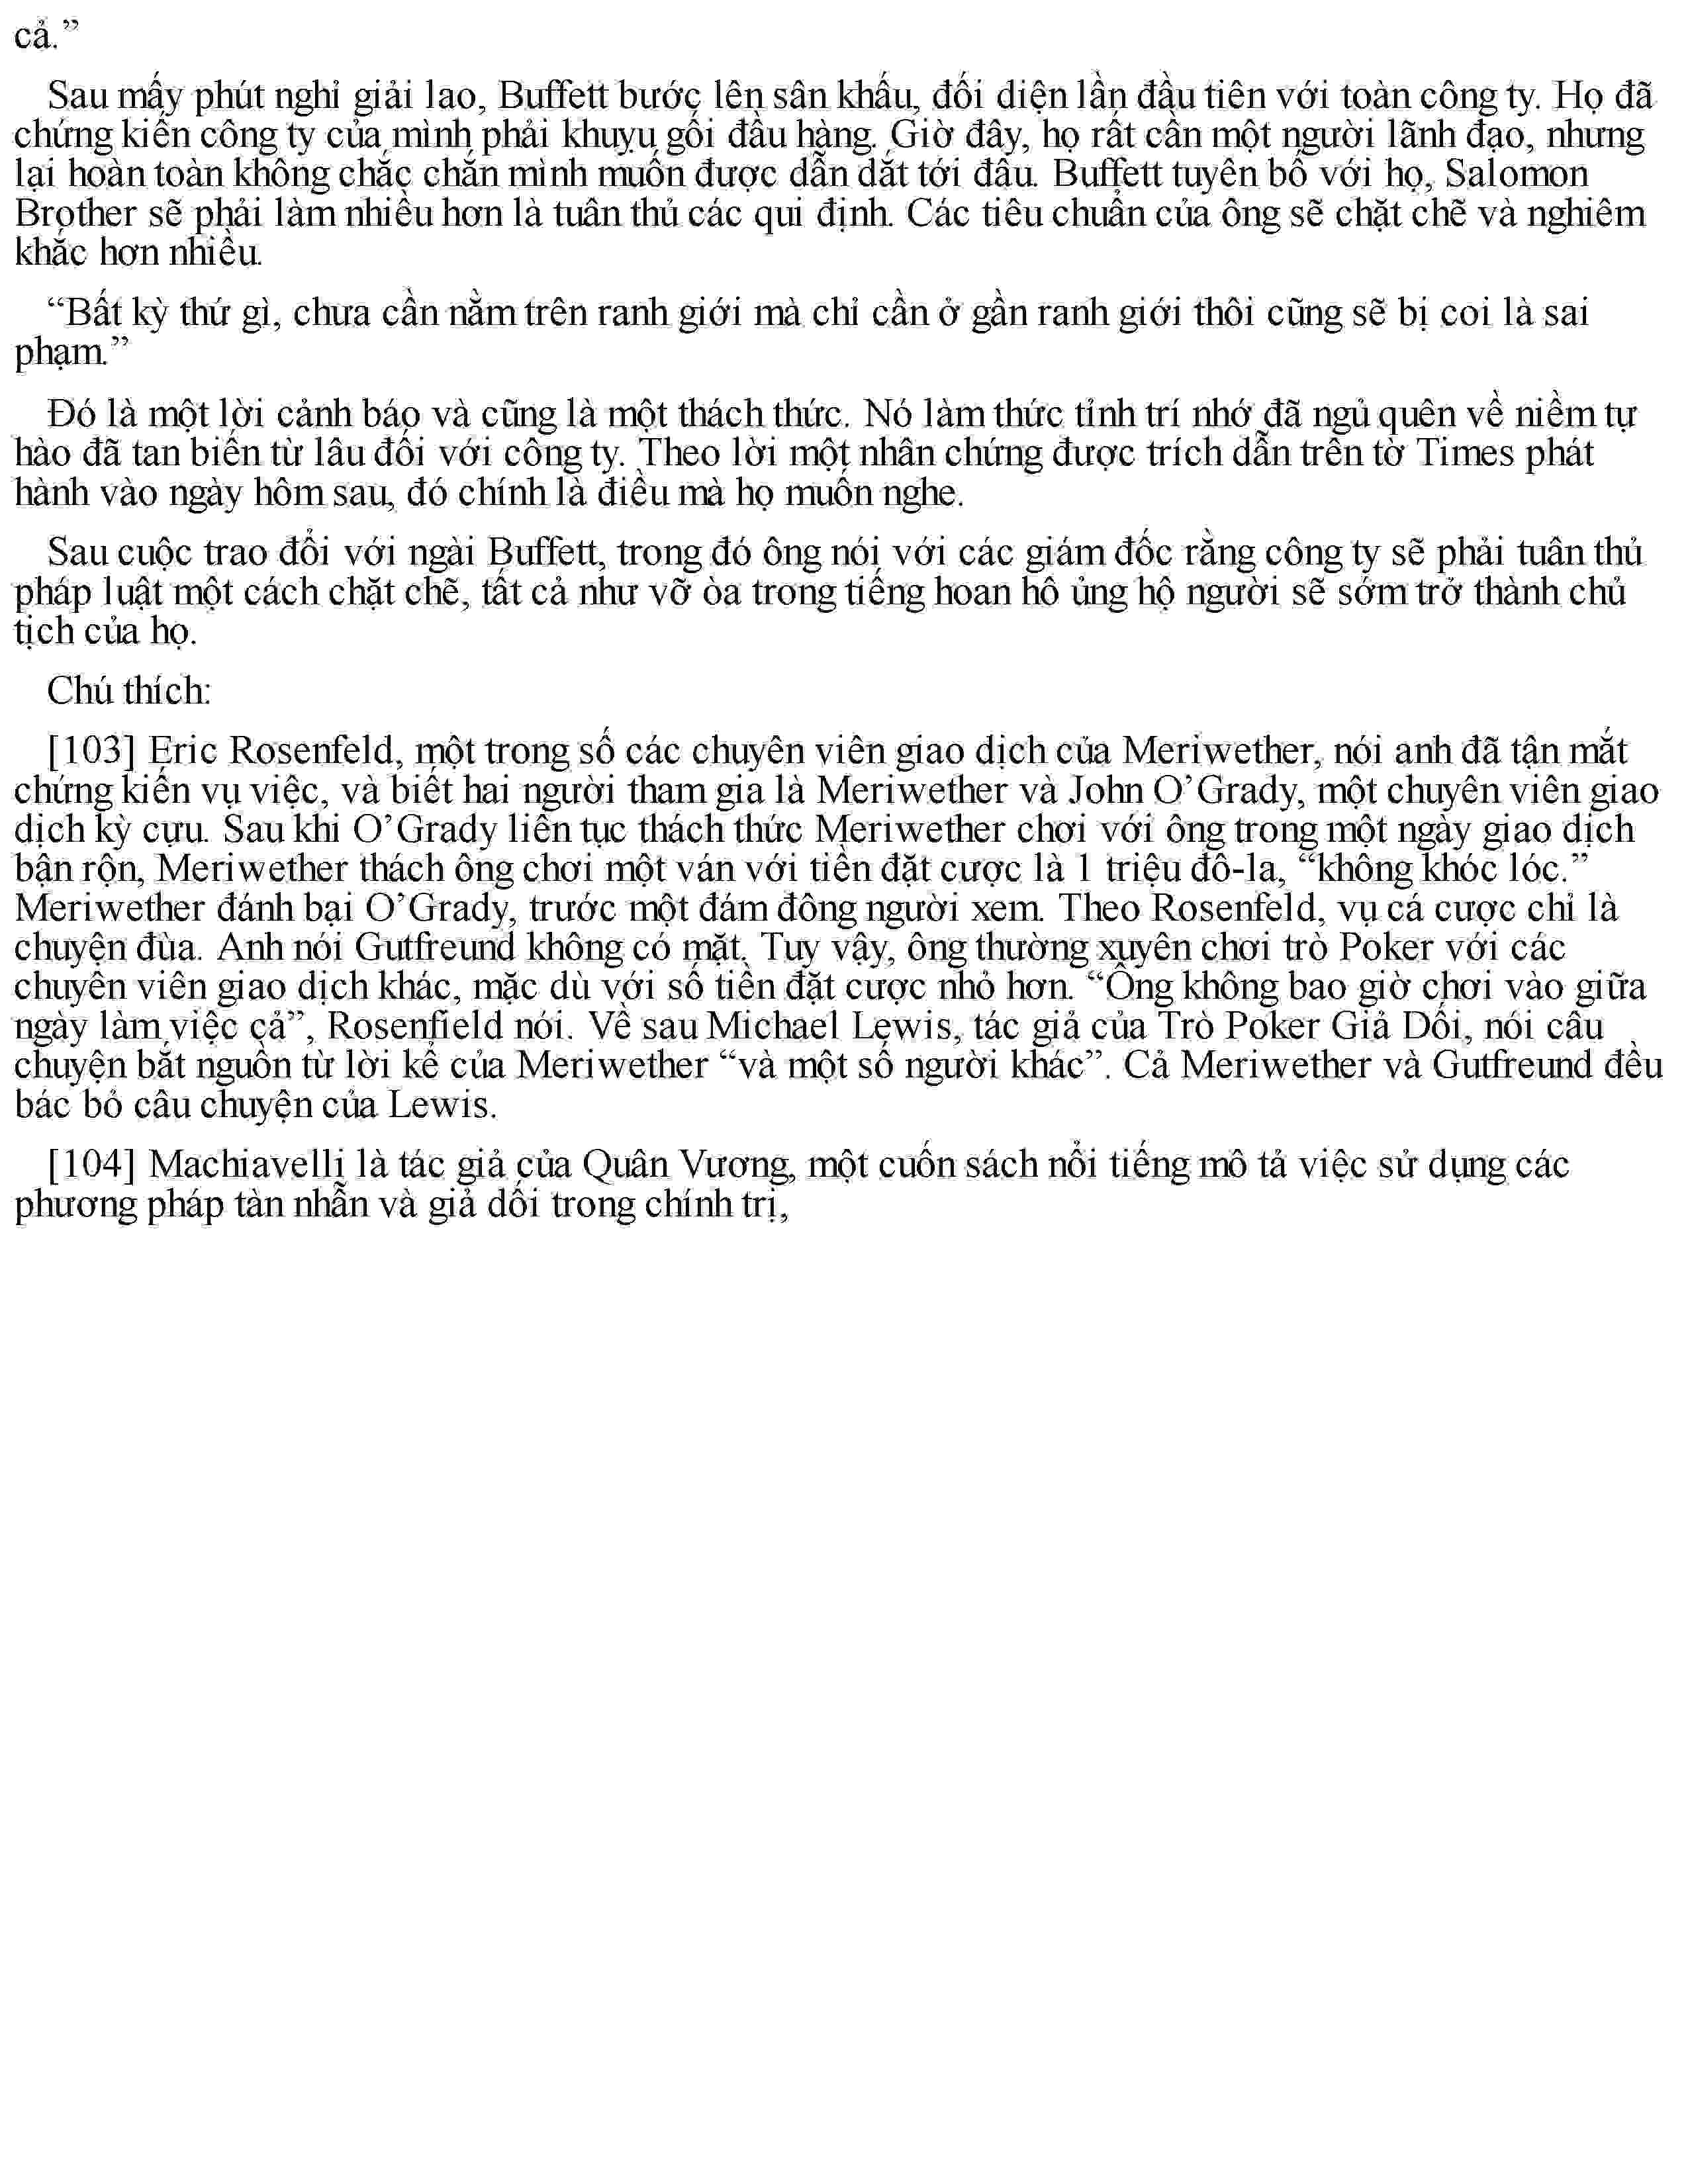 cả.”
Sau mấy phút nghỉ giải lao, Buffett bước lên sân khấu, đối diện lần đầu tiên với toàn công ty. Họ đã
chứng kiến công ty của mình phải khuỵu gối đầu hàng. Giờ đây, họ rất cần một người lãnh đạo, nhưng
lại hoàn toàn không chắc chắn mình muốn được dẫn dắt tới đâu. Buffett tuyên bố với họ, Salomon
Brother sẽ phải làm nhiều hơn là tuân thủ các qui định. Các tiêu chuẩn của ông sẽ chặt chẽ và nghiêm
khắc hơn nhiều.
“Bất kỳ thứ gì, chưa cần nằm trên ranh giới mà chỉ cần ở gần ranh giới thôi cũng sẽ bị coi là sai
phạm.”
Đó là một lời cảnh báo và cũng là một thách thức. Nó làm thức tỉnh trí nhớ đã ngủ quên về niềm tự
hào đã tan biến từ lâu đối với công ty. Theo lời một nhân chứng được trích dẫn trên tờ Times phát
hành vào ngày hôm sau, đó chính là điều mà họ muốn nghe.
Sau cuộc trao đổi với ngài Buffett, trong đó ông nói với các giám đốc rằng công ty sẽ phải tuân thủ
pháp luật một cách chặt chẽ, tất cả như vỡ òa trong tiếng hoan hô ủng hộ người sẽ sớm trở thành chủ
tịch của họ.
Chú thích:
[103] Eric Rosenfeld, một trong số các chuyên viên giao dịch của Meriwether, nói anh đã tận mắt
chứng kiến vụ việc, và biết hai người tham gia là Meriwether và John O’Grady, một chuyên viên giao
dịch kỳ cựu. Sau khi O’Grady liên tục thách thức Meriwether chơi với ông trong một ngày giao dịch
bận rộn, Meriwether thách ông chơi một ván với tiền đặt cược là 1 triệu đô-la, “không khóc lóc.”
Meriwether đánh bại O’Grady, trước một đám đông người xem. Theo Rosenfeld, vụ cá cược chỉ là
chuyện đùa. Anh nói Gutfreund không có mặt. Tuy vậy, ông thường xuyên chơi trò Poker với các
chuyên viên giao dịch khác, mặc dù với số tiền đặt cược nhỏ hơn. “Ông không bao giờ chơi vào giữa
ngày làm việc cả”, Rosenfield nói. Về sau Michael Lewis, tác giả của Trò Poker Giả Dối, nói câu
chuyện bắt nguồn từ lời kể của Meriwether “và một số người khác”. Cả Meriwether và Gutfreund đều
bác bỏ câu chuyện của Lewis.
[104] Machiavelli là tác giả của Quân Vương, một cuốn sách nổi tiếng mô tả việc sử dụng các
phương pháp tàn nhẫn và giả dối trong chính trị,